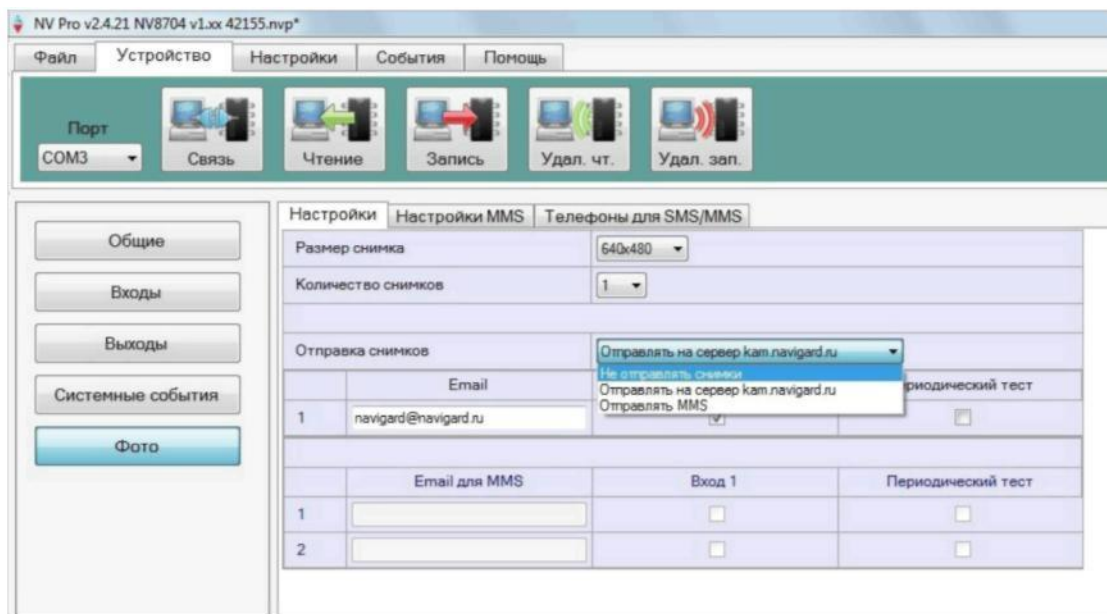 NV Pro v2.4.21 NV8704 v1.xx 42155.nvp*
Файл Устройство Настройки События Помощь
Порт
COM3 Связь Чтение Запись Удал. чт. Удал. зап.
Общие
Входы
Выходы
Системные события
Фото
Настройки Настройки MMS Телефоны для SMS/MMS
Размер снимка 640x480
Количество снимков 1
Отправка снимков Отправлять на сервер kam.navigard.ru
Не отправлять снимки
Отправлять на сервер kam.navigard.ru
Отправлять MMS
Email ериодический тест
1 navigard@navigard.ru
Email для MMS Вход 1 Периодический тест
1
2